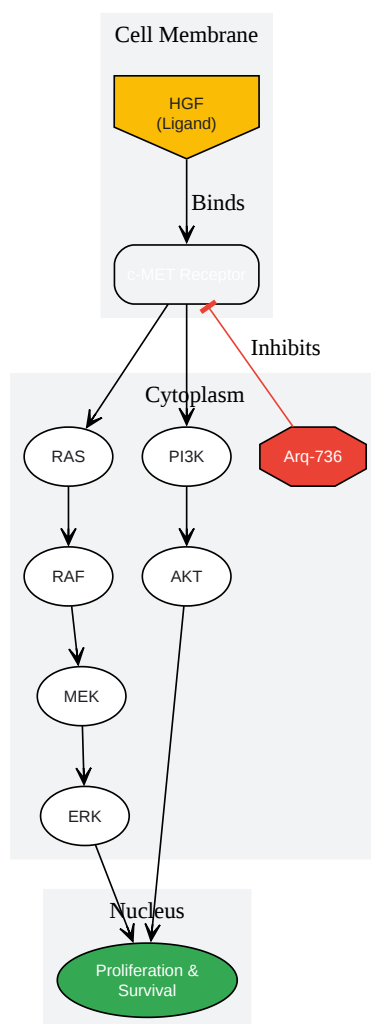 Cell Membrane
HGF
(Ligand)
Binds
c-MET Receptor
Inhibits
Cytoplasm
RAS
PI3K
Arq-736
RAF
AKT
MEK
ERK
Nucleus
Proliferation &
Survival